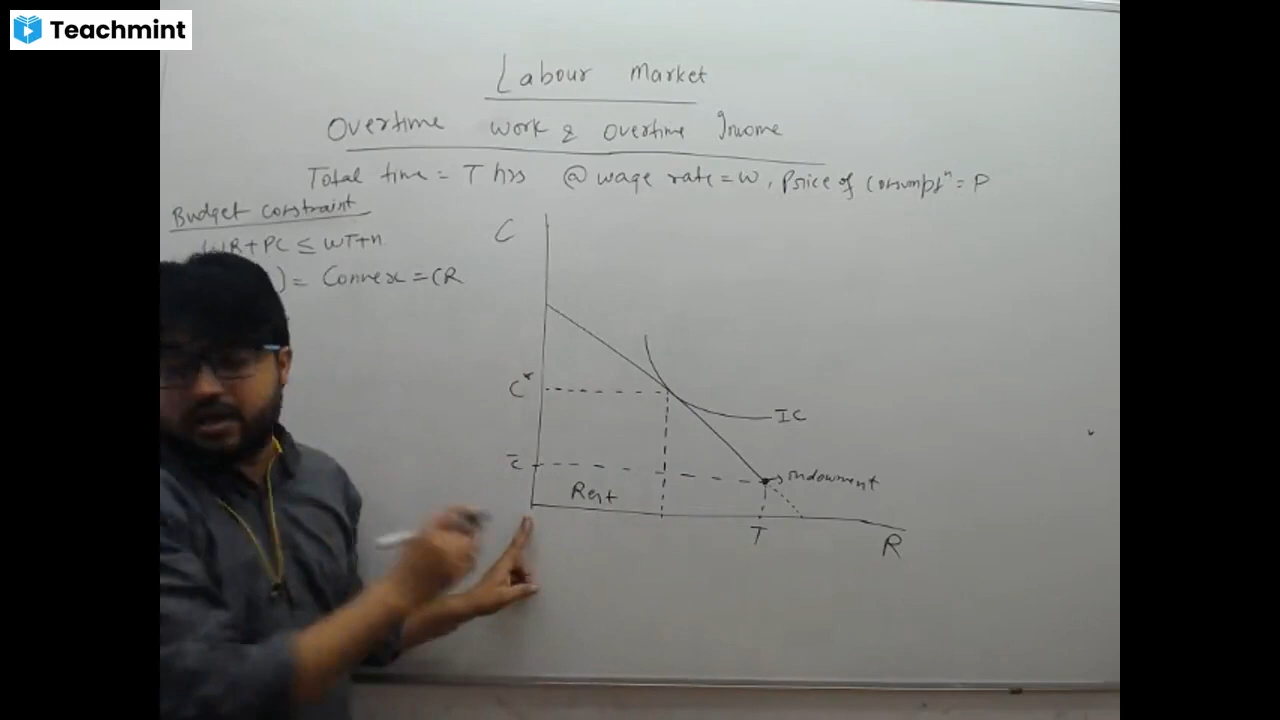 Teachmint
Labour Market
Overtime Work & Overtime Income
Total time = T hrs @ wage rate = W, Price of Consumptⁿ = P
Budget constraint
WR + PC ≤ WT + n
) = Convex = CR
C
C*
IC
c̄
endowment
Rest
T
R